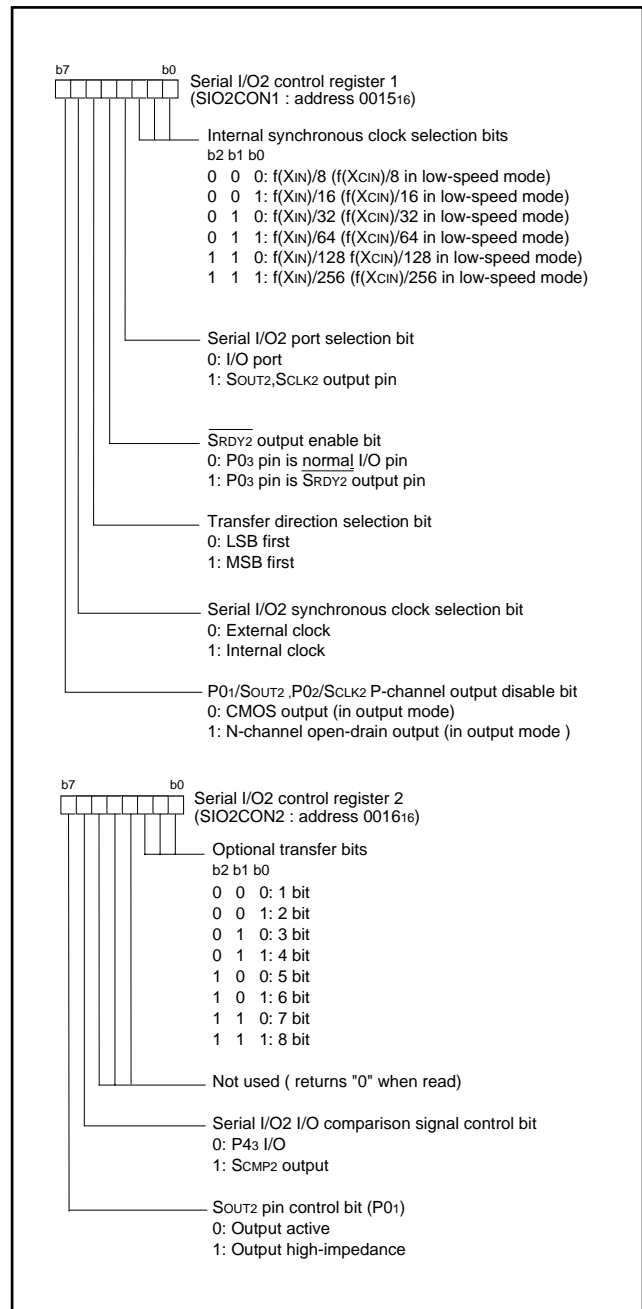 b7 b0
Serial I/O2 control register 1
(SIO2CON1 : address 001516)
Internal synchronous clock selection bits
b2 b1 b0
0 0 0: f(XIN)/8 (f(XCIN)/8 in low-speed mode)
0 0 1: f(XIN)/16 (f(XCIN)/16 in low-speed mode)
0 1 0: f(XIN)/32 (f(XCIN)/32 in low-speed mode)
0 1 1: f(XIN)/64 (f(XCIN)/64 in low-speed mode)
1 1 0: f(XIN)/128 f(XCIN)/128 in low-speed mode)
1 1 1: f(XIN)/256 (f(XCIN)/256 in low-speed mode)
Serial I/O2 port selection bit
0: I/O port
1: SOUT2,SCLK2 output pin
SRDY2 output enable bit
0: P03 pin is normal I/O pin
1: P03 pin is SRDY2 output pin
Transfer direction selection bit
0: LSB first
1: MSB first
Serial I/O2 synchronous clock selection bit
0: External clock
1: Internal clock
P01/SOUT2 ,P02/SCLK2 P-channel output disable bit
0: CMOS output (in output mode)
1: N-channel open-drain output (in output mode )
b7 b0
Serial I/O2 control register 2
(SIO2CON2 : address 001616)
Optional transfer bits
b2 b1 b0
0 0 0: 1 bit
0 0 1: 2 bit
0 1 0: 3 bit
0 1 1: 4 bit
1 0 0: 5 bit
1 0 1: 6 bit
1 1 0: 7 bit
1 1 1: 8 bit
Not used ( returns "0" when read)
Serial I/O2 I/O comparison signal control bit
0: P43 I/O
1: SCMP2 output
SOUT2 pin control bit (P01)
0: Output active
1: Output high-impedance